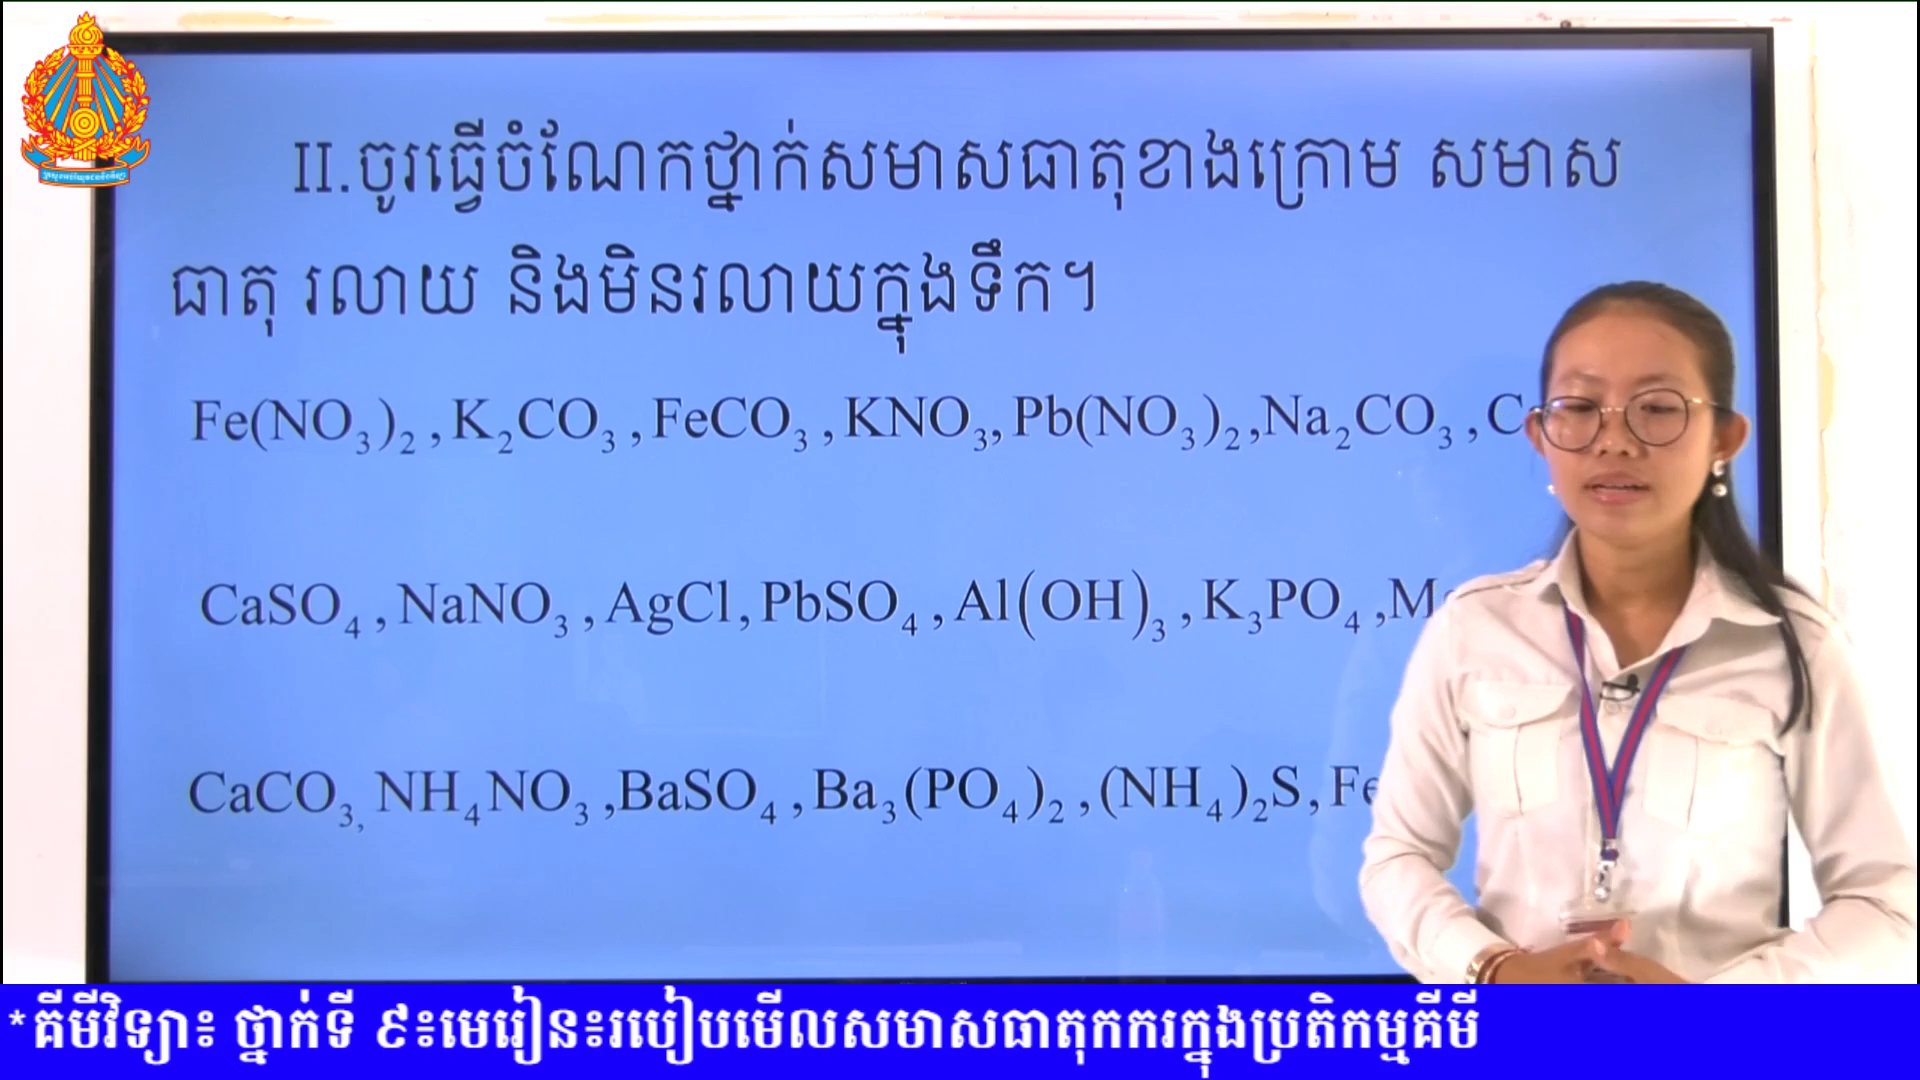 II.ចូរធ្វើចំណែកថ្នាក់សមាសធាតុខាងក្រោម សមាស
ធាតុ រលាយ និងមិនរលាយក្នុងទឹក។
Fe(NO₃)₂ , K₂CO₃ , FeCO₃ , KNO₃, Pb(NO₃)₂ ,Na₂CO₃ ,
CaSO₄ , NaNO₃ , AgCl, PbSO₄ , Al(OH)₃ , K₃PO₄ ,
CaCO₃, NH₄NO₃ ,BaSO₄ , Ba₃(PO₄)₂ , (NH₄)₂S,
*គីមីវិទ្យា៖ ថ្នាក់ទី ៩៖មេរៀន៖របៀបមើលសមាសធាតុកករក្នុងប្រតិកម្មគីមី